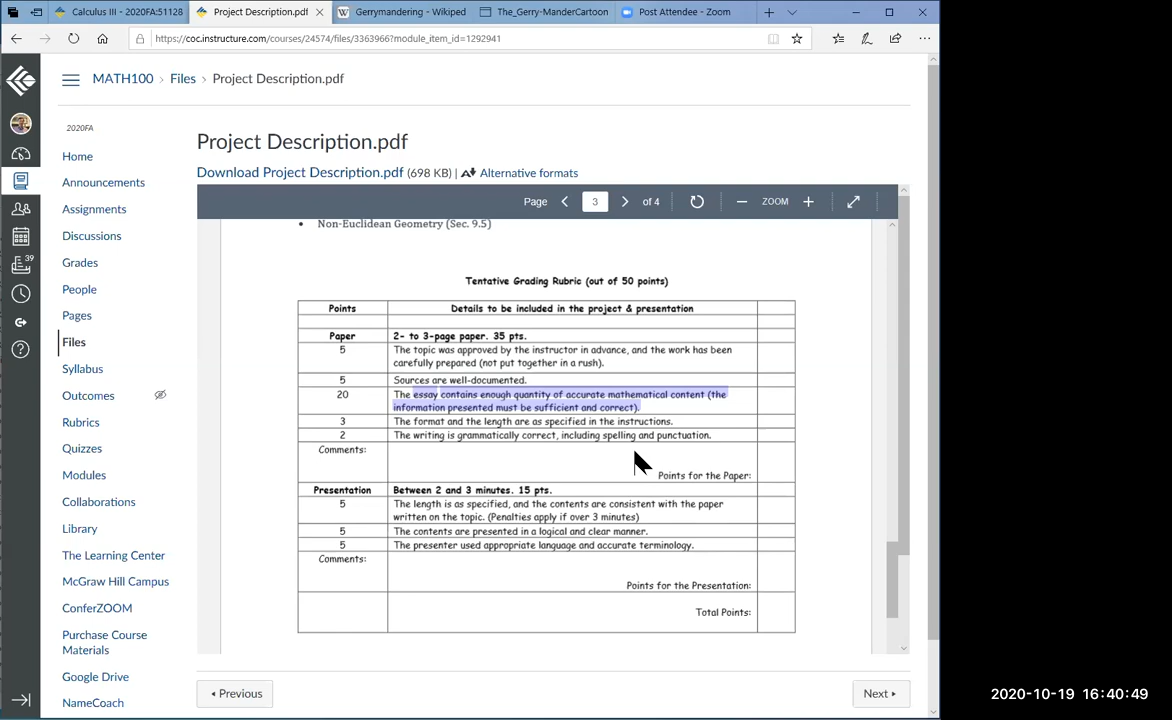 Calculus III - 2020FA:51128
Project Description.pdf
Gerrymandering - Wikiped
The_Gerry-ManderCartoon
Post Attendee - Zoom
https://coc.instructure.com/courses/24574/files/3363966?module_item_id=1292941
MATH100 › Files › Project Description.pdf
2020FA
Home
Announcements
Assignments
Discussions
Grades
People
Pages
Files
Syllabus
Outcomes
Rubrics
Quizzes
Modules
Collaborations
Library
The Learning Center
McGraw Hill Campus
ConferZOOM
Purchase Course
Materials
Google Drive
NameCoach
39
Project Description.pdf
Download Project Description.pdf (698 KB) | Alternative formats
Page 3 of 4 ZOOM
• Non-Euclidean Geometry (Sec. 9.5)
Tentative Grading Rubric (out of 50 points)
Points Details to be included in the project & presentation
Paper 2- to 3-page paper. 35 pts.
5 The topic was approved by the instructor in advance, and the work has been
carefully prepared (not put together in a rush).
5 Sources are well-documented.
20 The essay contains enough quantity of accurate mathematical content (the
information presented must be sufficient and correct).
3 The format and the length are as specified in the instructions.
2 The writing is grammatically correct, including spelling and punctuation.
Comments:
Points for the Paper:
Presentation Between 2 and 3 minutes. 15 pts.
5 The length is as specified, and the contents are consistent with the paper
written on the topic. (Penalties apply if over 3 minutes)
5 The contents are presented in a logical and clear manner.
5 The presenter used appropriate language and accurate terminology.
Comments:
Points for the Presentation:
Total Points:
Previous
Next
2020-10-19 16:40:49